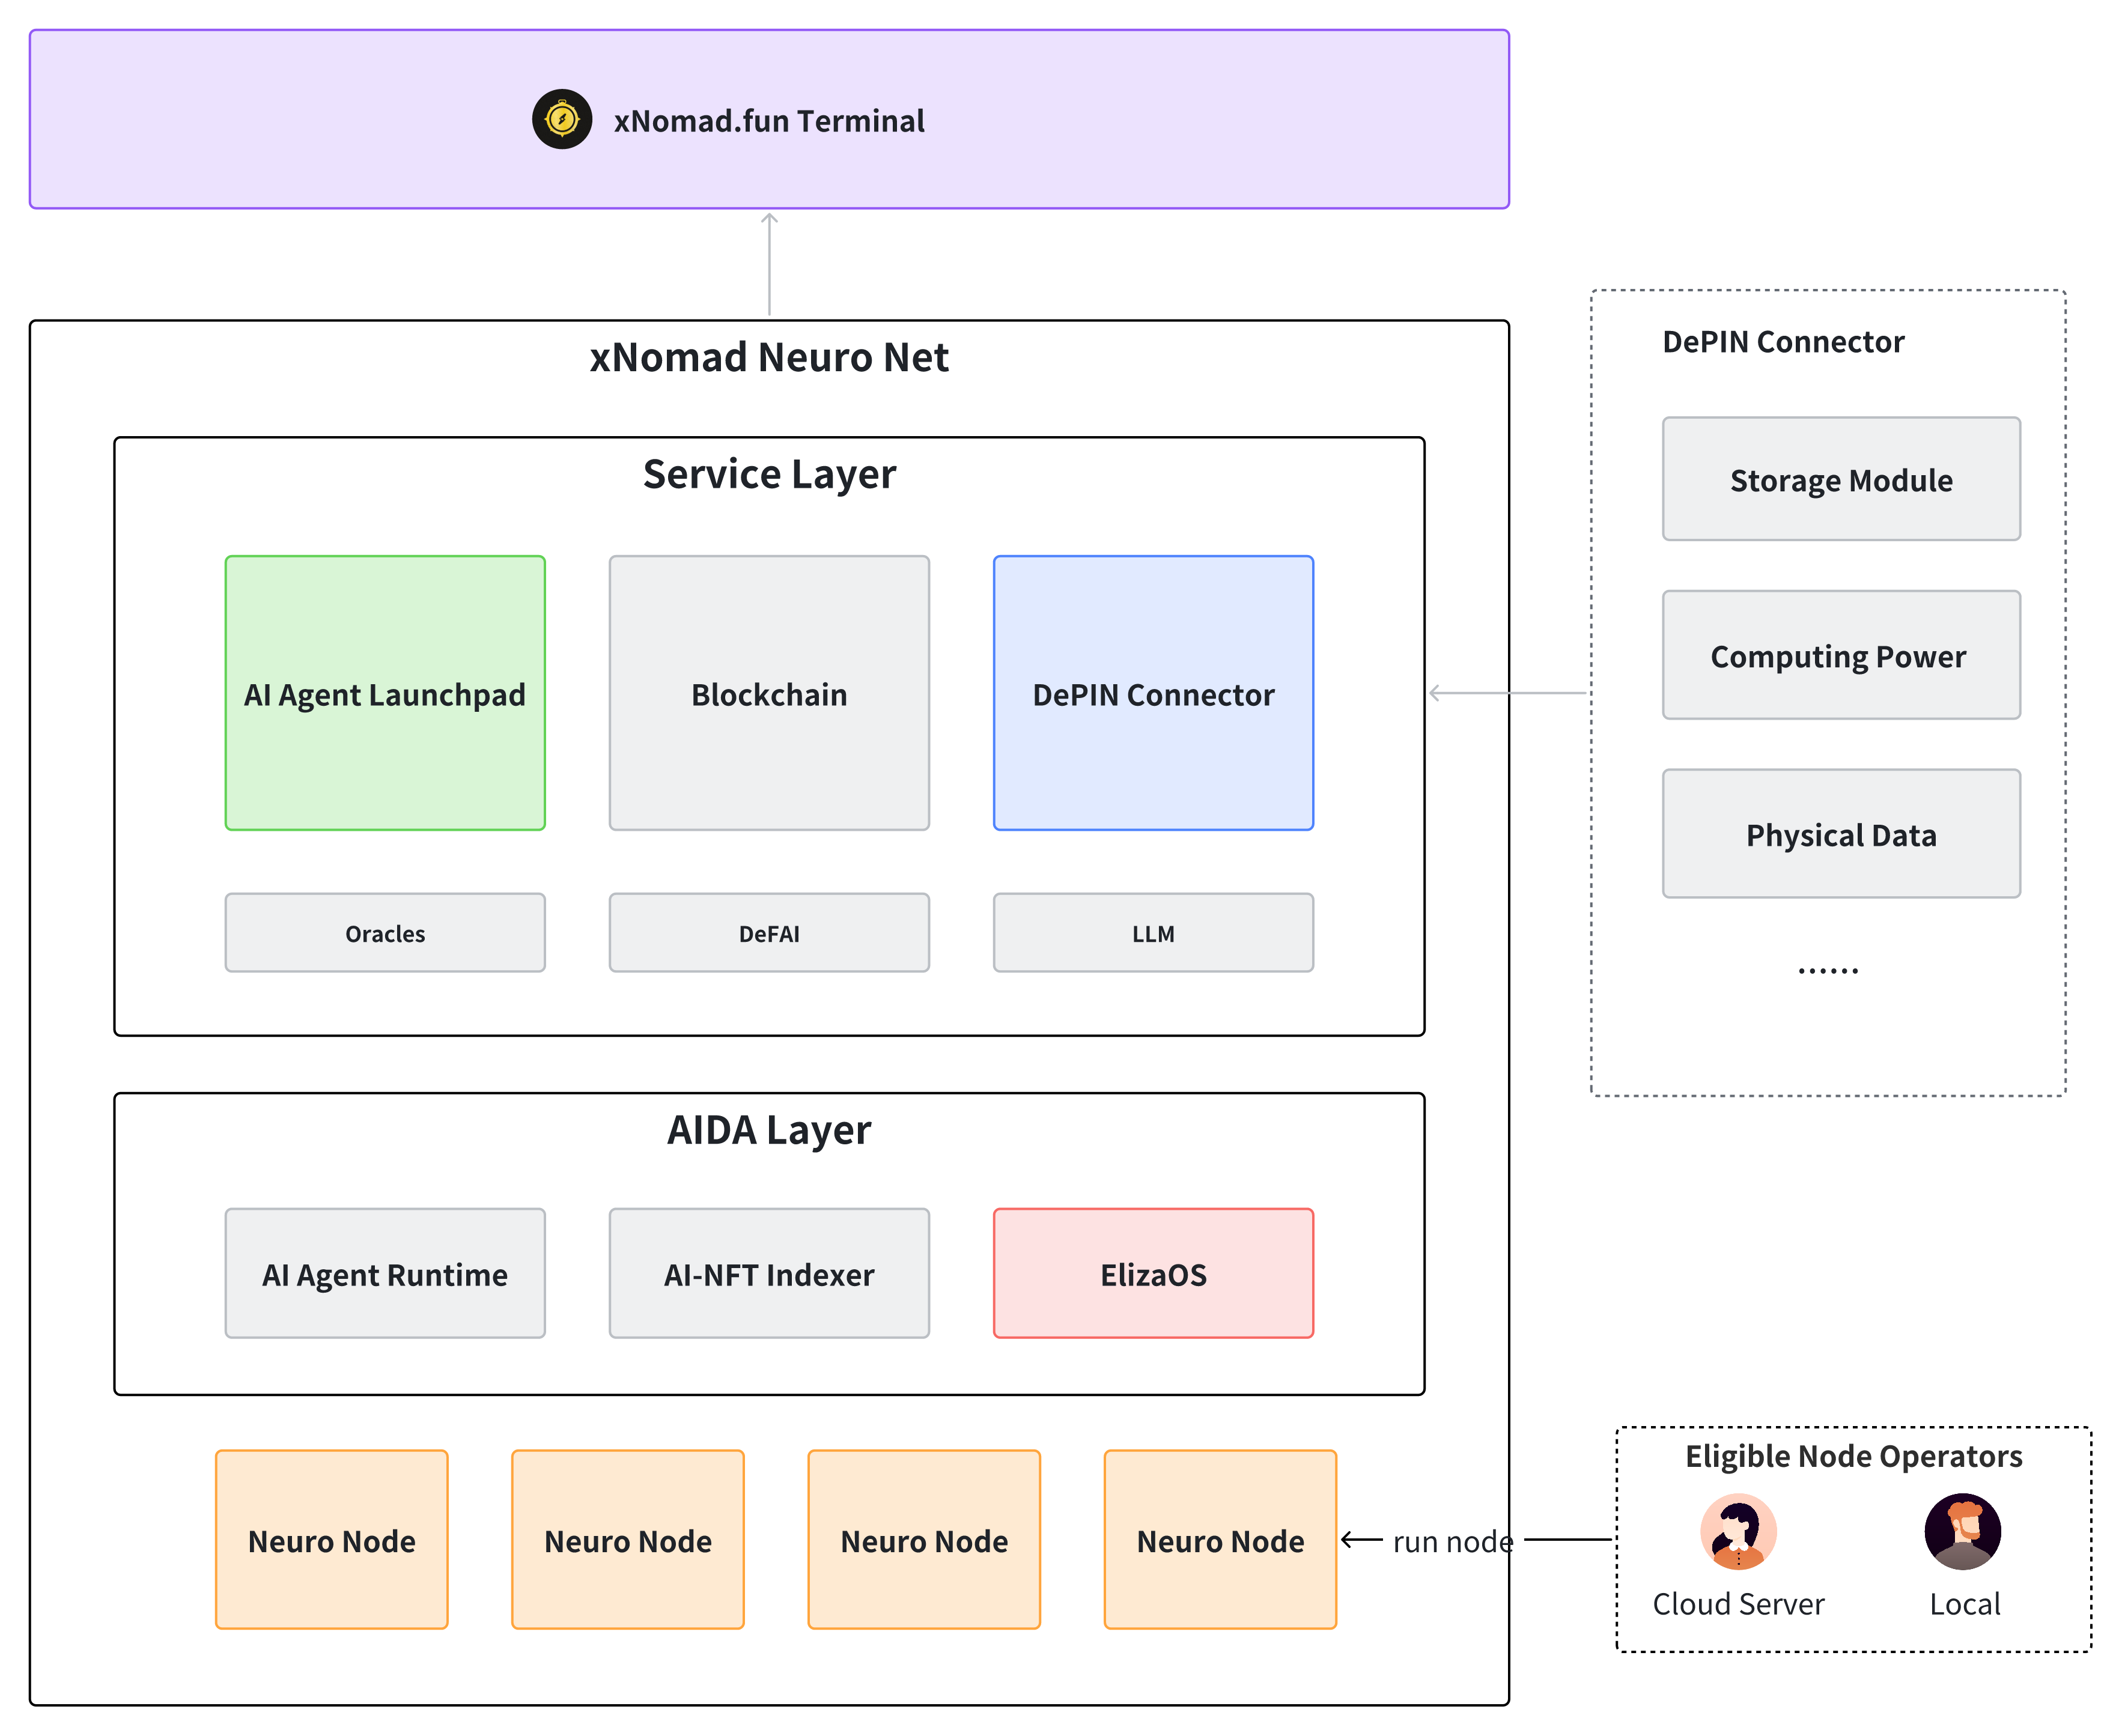 xNomad.fun Terminal
xNomad Neuro Net
Service Layer
AI Agent Launchpad
Blockchain
DePIN Connector
Oracles
DeFAI
LLM
AIDA Layer
AI Agent Runtime
AI-NFT Indexer
ElizaOS
Neuro Node
Neuro Node
Neuro Node
Neuro Node
run node
DePIN Connector
Storage Module
Computing Power
Physical Data
......
Eligible Node Operators
Cloud Server
Local